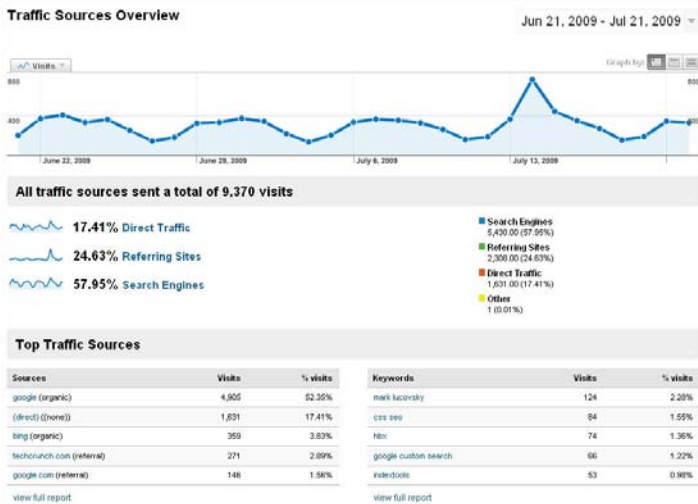 Traffic Sources Overview
Jun 21, 2009 - Jul 21, 2009
Visits
Graph by:
800
800
400
400
June 22, 2009
June 29, 2009
July 6, 2009
July 13, 2009
All traffic sources sent a total of 9,370 visits
17.41% Direct Traffic
24.63% Referring Sites
57.95% Search Engines
Search Engines
5,430.00 (57.95%)
Referring Sites
2,308.00 (24.63%)
Direct Traffic
1,631.00 (17.41%)
Other
1 (0.01%)
Top Traffic Sources
Sources Visits % visits
google (organic) 4,905 52.35%
(direct) ((none)) 1,631 17.41%
bing (organic) 359 3.83%
techcrunch.com (referral) 271 2.89%
google.com (referral) 146 1.56%
view full report
Keywords Visits % visits
mark lucovsky 124 2.28%
css seo 84 1.55%
hbx 74 1.36%
google custom search 66 1.22%
indextools 53 0.98%
view full report